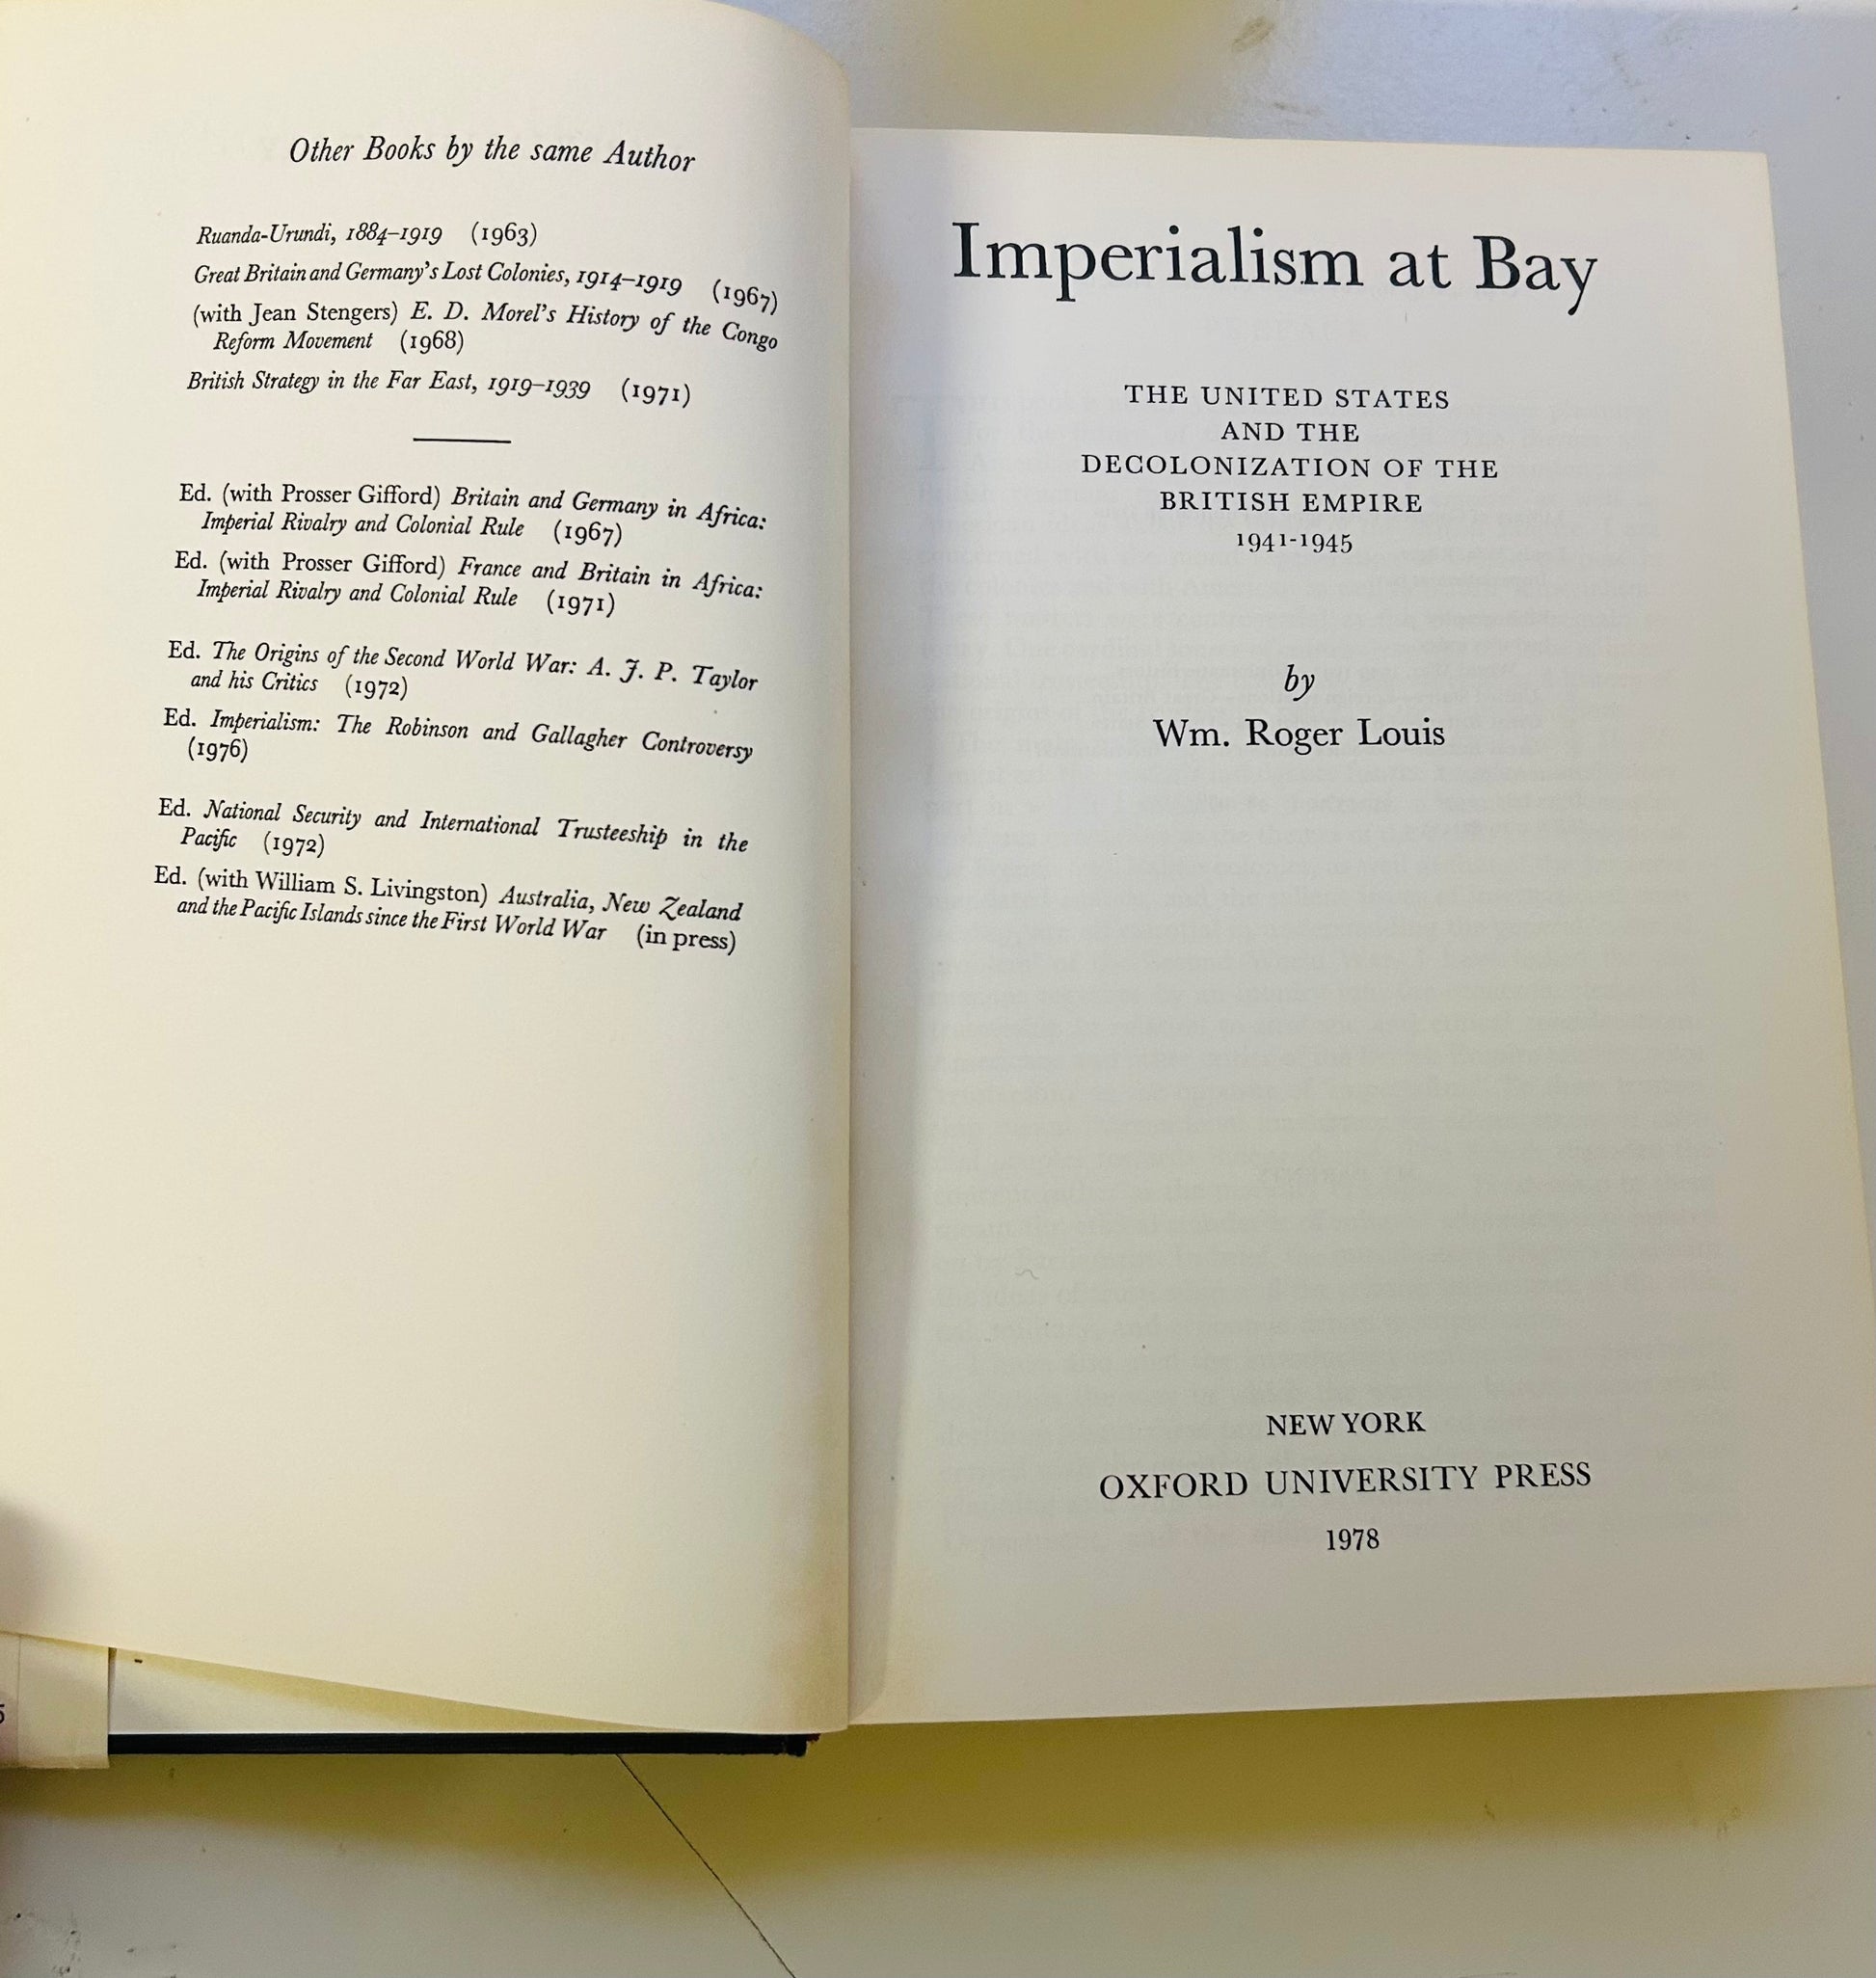 Other Books by the same Author
Ruanda-Urundi, 1884–1919 (1963)
Great Britain and Germany's Lost Colonies, 1914–1919 (1967)
(with Jean Stengers) E. D. Morel's History of the Congo
Reform Movement (1968)
British Strategy in the Far East, 1919–1939 (1971)
Ed. (with Prosser Gifford) Britain and Germany in Africa:
Imperial Rivalry and Colonial Rule (1967)
Ed. (with Prosser Gifford) France and Britain in Africa:
Imperial Rivalry and Colonial Rule (1971)
Ed. The Origins of the Second World War: A. J. P. Taylor
and his Critics (1972)
Ed. Imperialism: The Robinson and Gallagher Controversy
(1976)
Ed. National Security and International Trusteeship in the
Pacific (1972)
Ed. (with William S. Livingston) Australia, New Zealand
and the Pacific Islands since the First World War (in press)
Imperialism at Bay
THE UNITED STATES
AND THE
DECOLONIZATION OF THE
BRITISH EMPIRE
1941-1945
by
Wm. Roger Louis
NEW YORK
OXFORD UNIVERSITY PRESS
1978